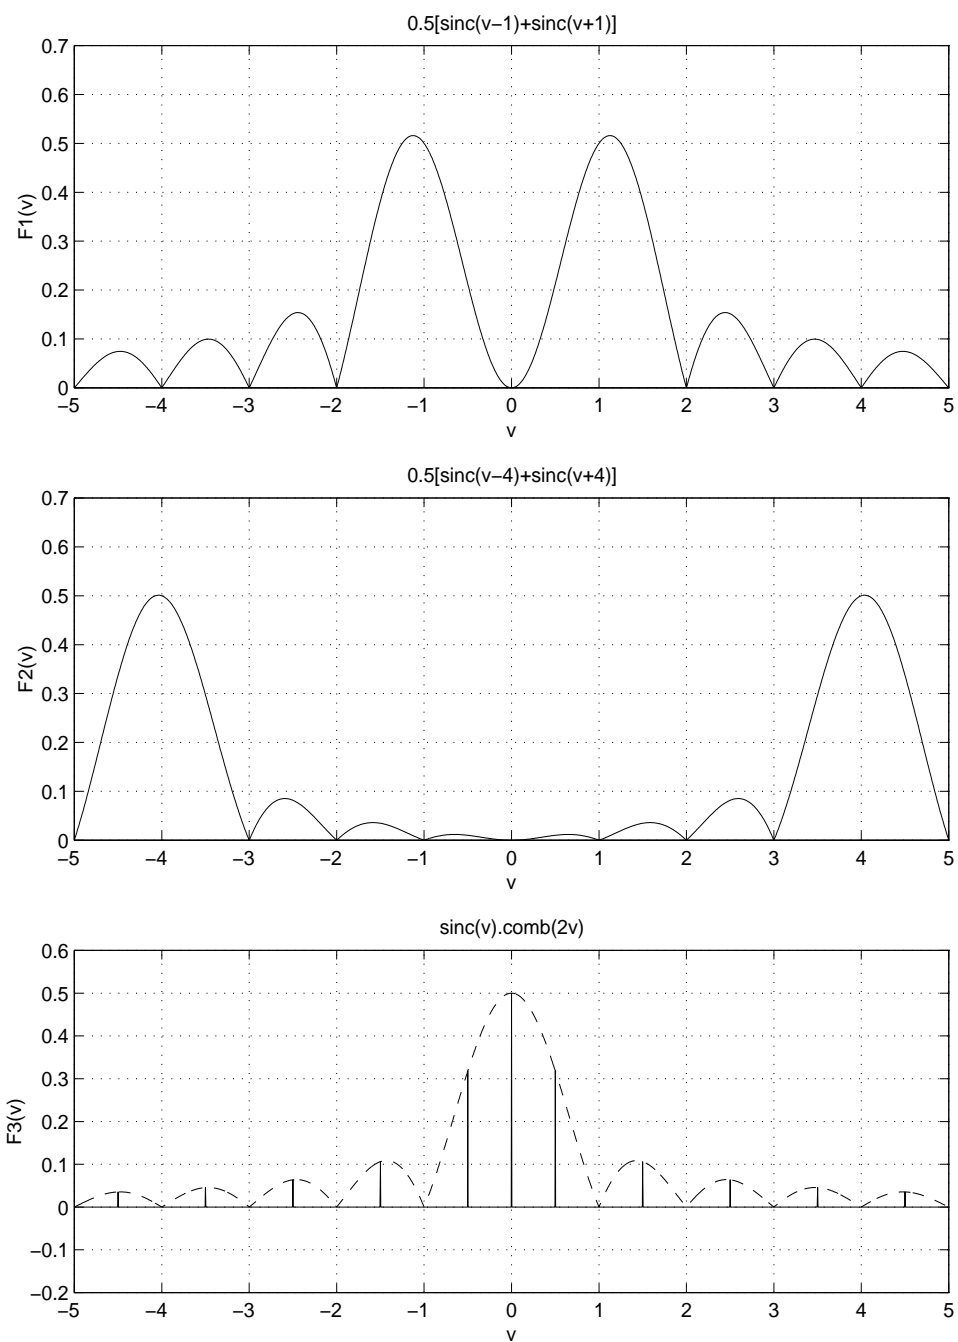 0.5[sinc(v−1)+sinc(v+1)]
0.7
0.6
0.5
0.4
0.3
0.2
0.1
0
F1(v)
−5 −4 −3 −2 −1 0 1 2 3 4 5
v
0.5[sinc(v−4)+sinc(v+4)]
0.7
0.6
0.5
0.4
0.3
0.2
0.1
0
F2(v)
−5 −4 −3 −2 −1 0 1 2 3 4 5
v
sinc(v).comb(2v)
0.6
0.5
0.4
0.3
0.2
0.1
0
−0.1
−0.2
F3(v)
−5 −4 −3 −2 −1 0 1 2 3 4 5
v